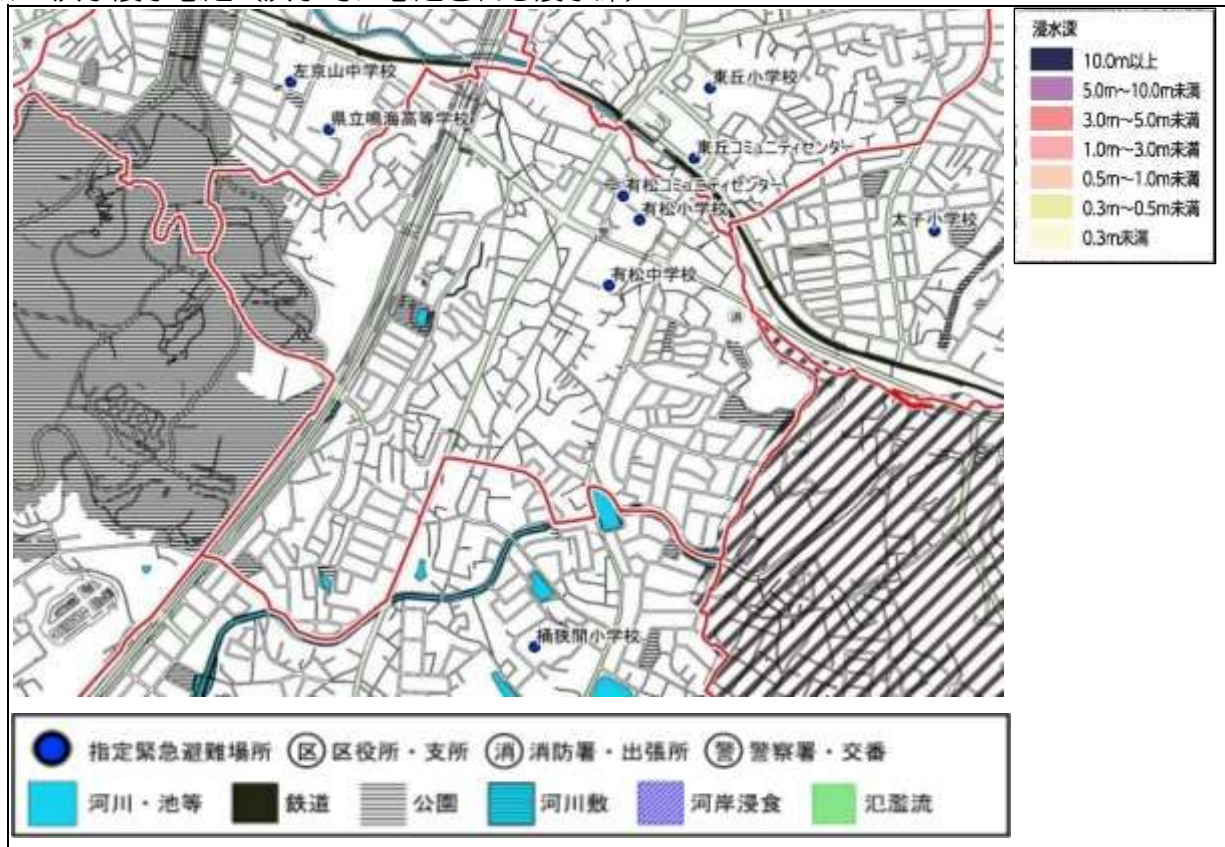 浸水深
10.0m以上
5.0m～10.0m未満
3.0m～5.0m未満
1.0m～3.0m未満
0.5m～1.0m未満
0.3m～0.5m未満
0.3m未満
左京山中学校
東丘小学校
県立鳴海高等学校
東丘コミュニティセンター
有松コミュニティセンター
有松小学校
太子小学校
有松中学校
消
桶狭間小学校
指定緊急避難場所 区 区役所・支所 消 消防署・出張所 警 警察署・交番
河川・池等 鉄道 公園 河川敷 河岸浸食 氾濫流